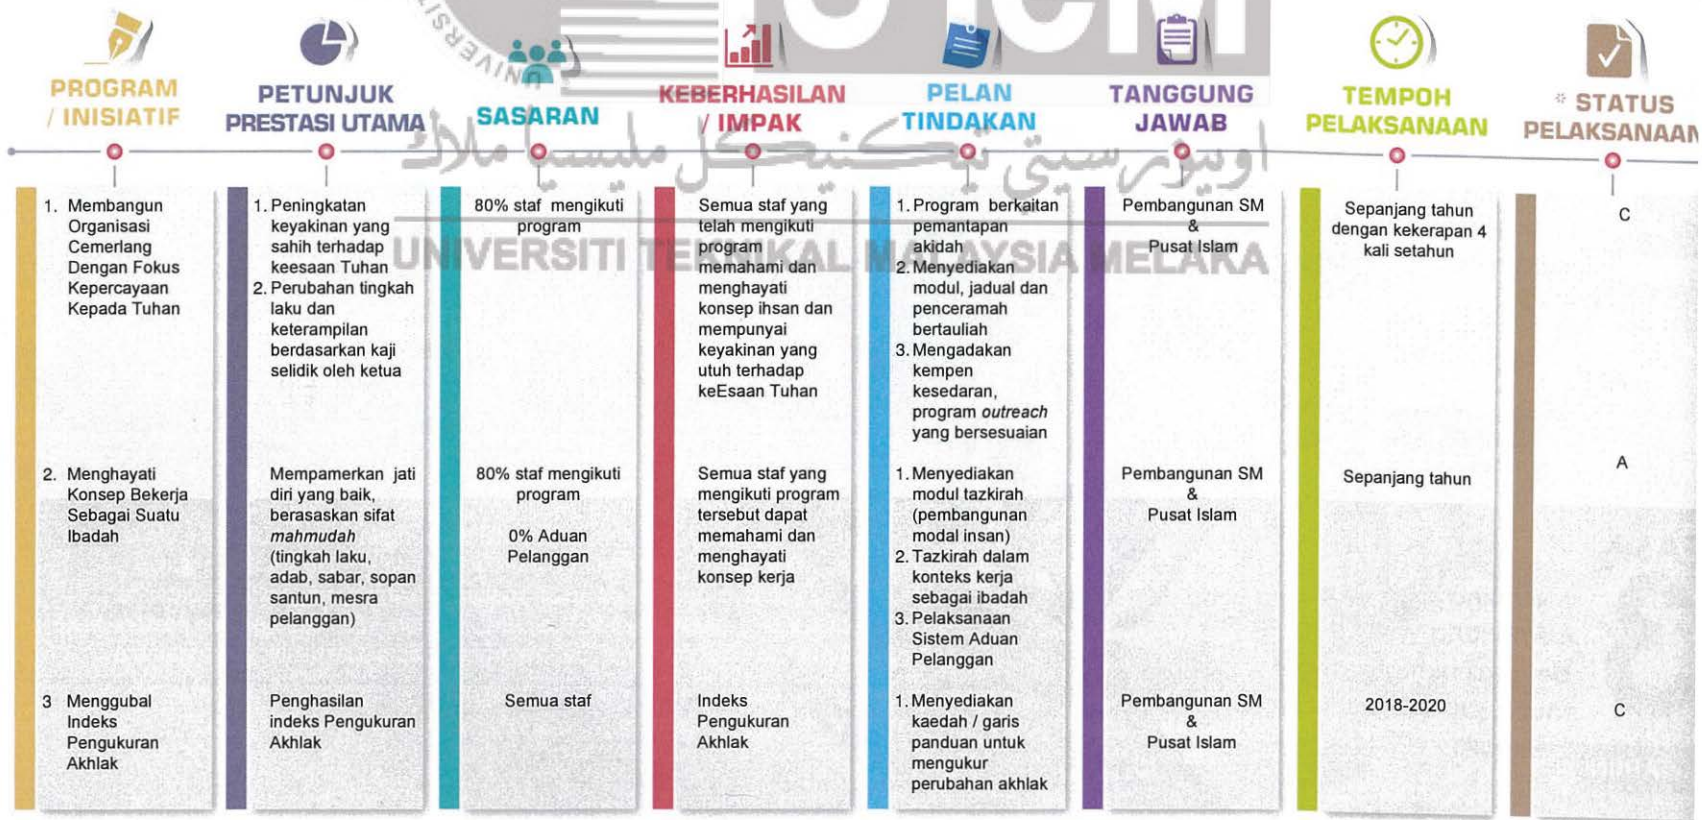 PROGRAM
/ INISIATIF
PETUNJUK
PRESTASI UTAMA
SASARAN
KEBERHASILAN
/ IMPAK
PELAN
TINDAKAN
TANGGUNG
JAWAB
TEMPOH
PELAKSANAAN
* STATUS
PELAKSANAAN
اونيۏرسيتي تيكنيكل مليسيا ملاك
UNIVERSITI TEKNIKAL MALAYSIA MELAKA
1. Membangun
Organisasi
Cemerlang
Dengan Fokus
Kepercayaan
Kepada Tuhan
1. Peningkatan
keyakinan yang
sahih terhadap
keesaan Tuhan
2. Perubahan tingkah
laku dan
keterampilan
berdasarkan kaji
selidik oleh ketua
80% staf mengikuti
program
Semua staf yang
telah mengikuti
program
memahami dan
menghayati
konsep ihsan dan
mempunyai
keyakinan yang
utuh terhadap
keEsaan Tuhan
1. Program berkaitan
pemantapan
akidah
2. Menyediakan
modul, jadual dan
penceramah
bertauliah
3. Mengadakan
kempen
kesedaran,
program outreach
yang bersesuaian
Pembangunan SM
&
Pusat Islam
Sepanjang tahun
dengan kekerapan 4
kali setahun
C
2. Menghayati
Konsep Bekerja
Sebagai Suatu
Ibadah
Mempamerkan jati
diri yang baik,
berasaskan sifat
mahmudah
(tingkah laku,
adab, sabar, sopan
santun, mesra
pelanggan)
80% staf mengikuti
program
0% Aduan
Pelanggan
Semua staf yang
mengikuti program
tersebut dapat
memahami dan
menghayati
konsep kerja
1. Menyediakan
modul tazkirah
(pembangunan
modal insan)
2. Tazkirah dalam
konteks kerja
sebagai ibadah
3. Pelaksanaan
Sistem Aduan
Pelanggan
Pembangunan SM
&
Pusat Islam
Sepanjang tahun
A
3 Menggubal
Indeks
Pengukuran
Akhlak
Penghasilan
indeks Pengukuran
Akhlak
Semua staf
Indeks
Pengukuran
Akhlak
1. Menyediakan
kaedah / garis
panduan untuk
mengukur
perubahan akhlak
Pembangunan SM
&
Pusat Islam
2018-2020
C